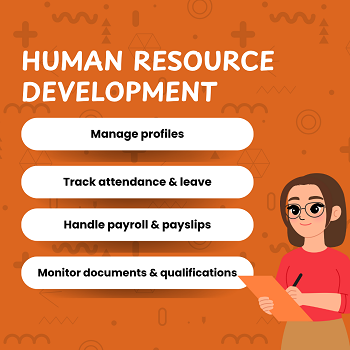 HUMAN RESOURCE
DEVELOPMENT
Manage profiles
Track attendance & leave
Handle payroll & payslips
Monitor documents & qualifications